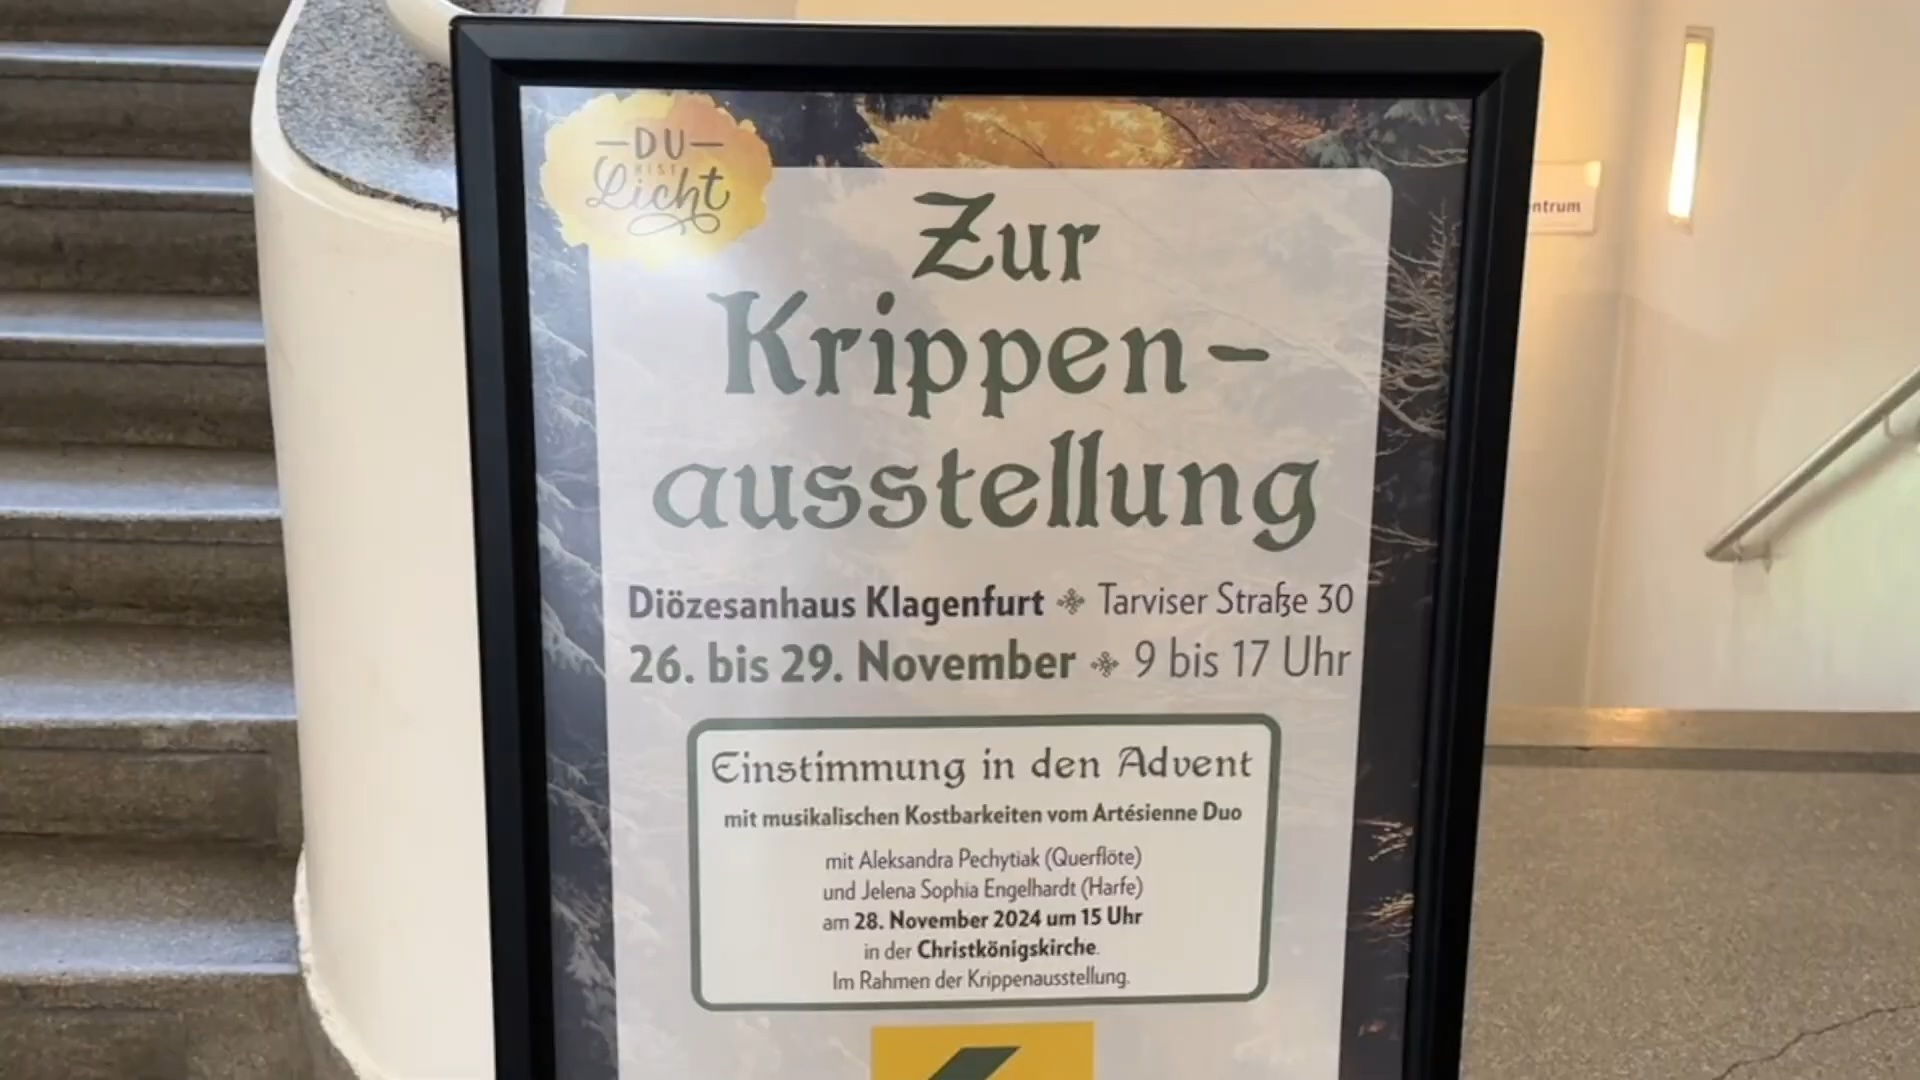 DU
BIST
Licht
Zur
Krippen-
ausstellung
Diözesanhaus Klagenfurt Tarviser Straße 30
26. bis 29. November 9 bis 17 Uhr
Einstimmung in den Advent
mit musikalischen Kostbarkeiten vom Artésienne Duo
mit Aleksandra Pechytiak (Querflöte)
und Jelena Sophia Engelhardt (Harfe)
am 28. November 2024 um 15 Uhr
in der Christkönigskirche.
Im Rahmen der Krippenausstellung.